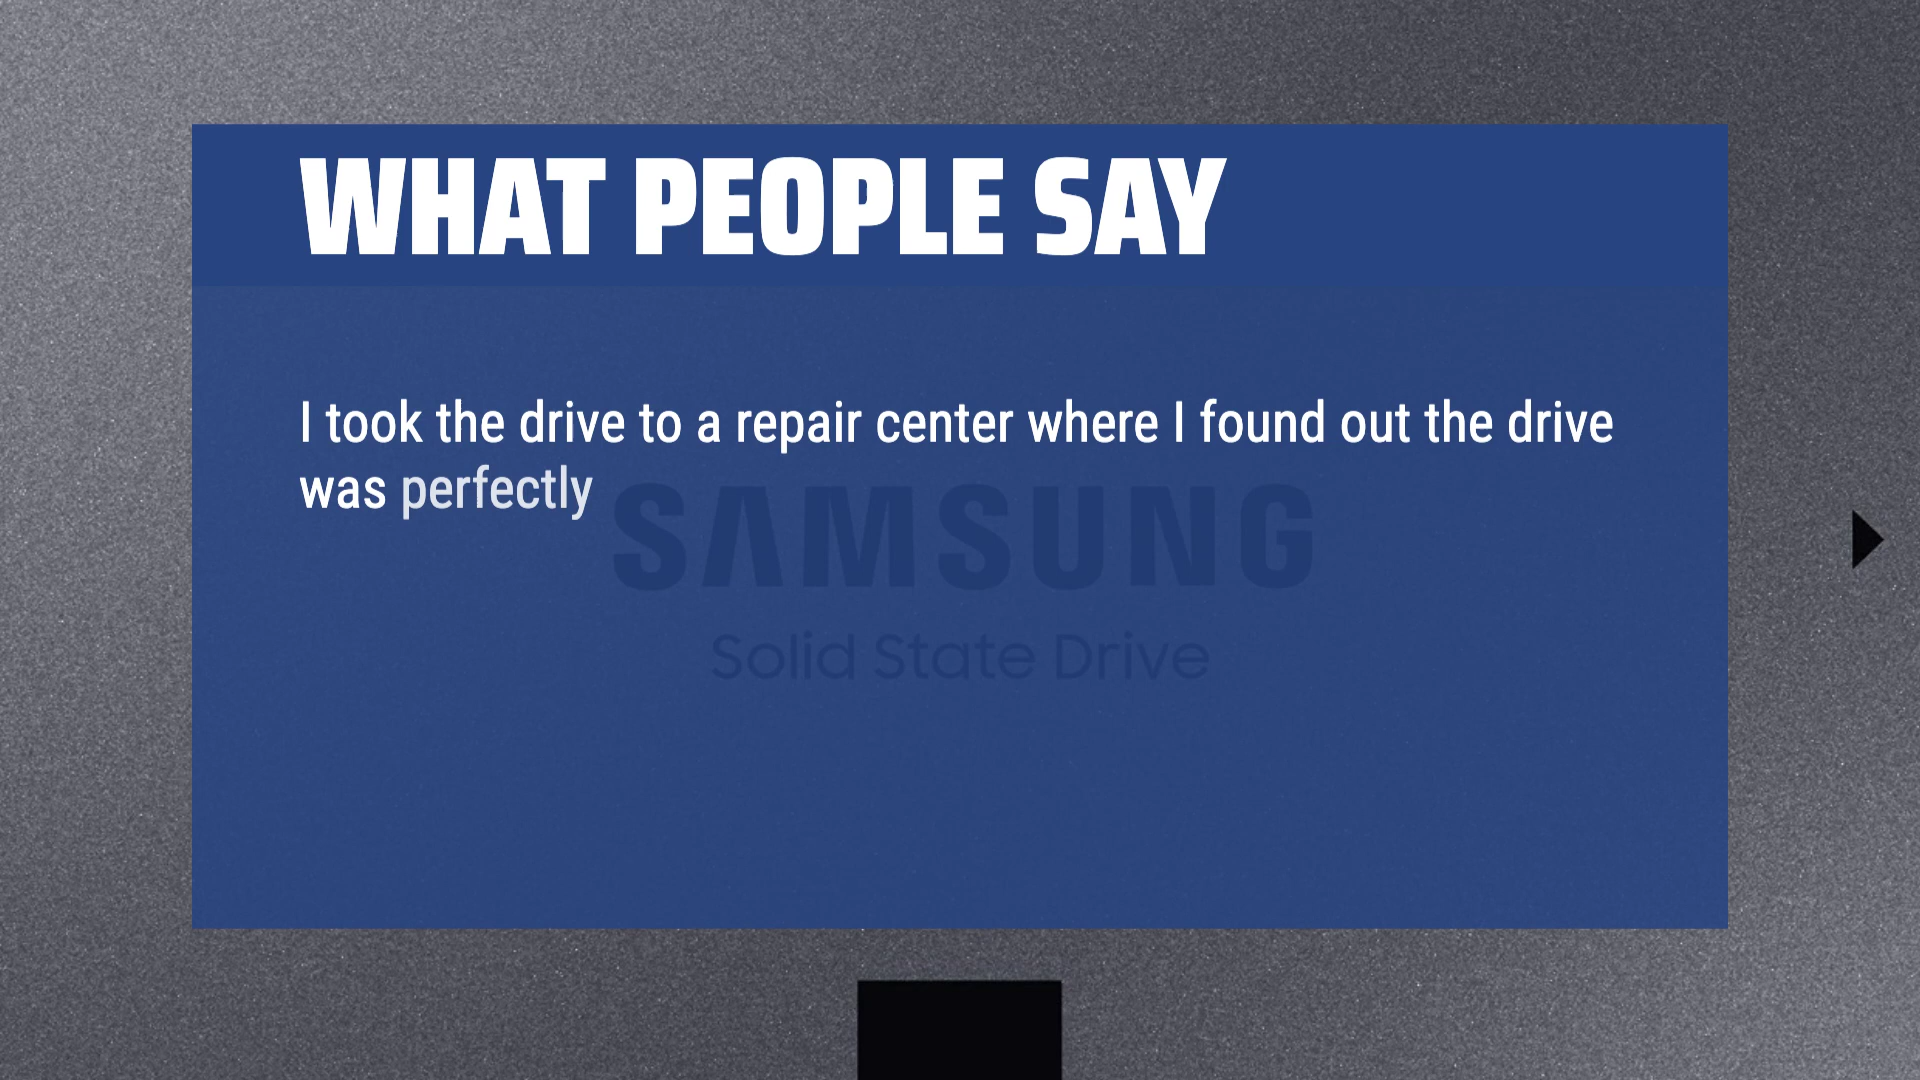 WHAT PEOPLE SAY
I took the drive to a repair center where I found out the drive
was perfectly
SAMSUNG
Solid State Drive